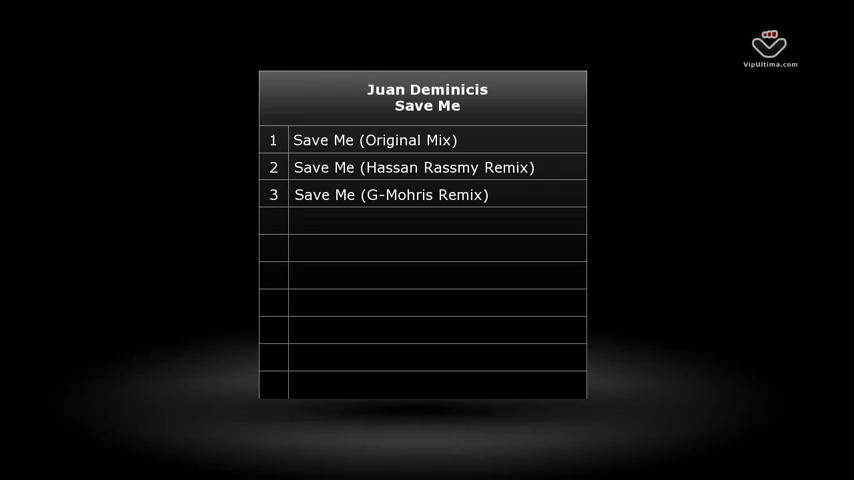 VipUltima.com
Juan Deminicis
Save Me
1 Save Me (Original Mix)
2 Save Me (Hassan Rassmy Remix)
3 Save Me (G-Mohris Remix)